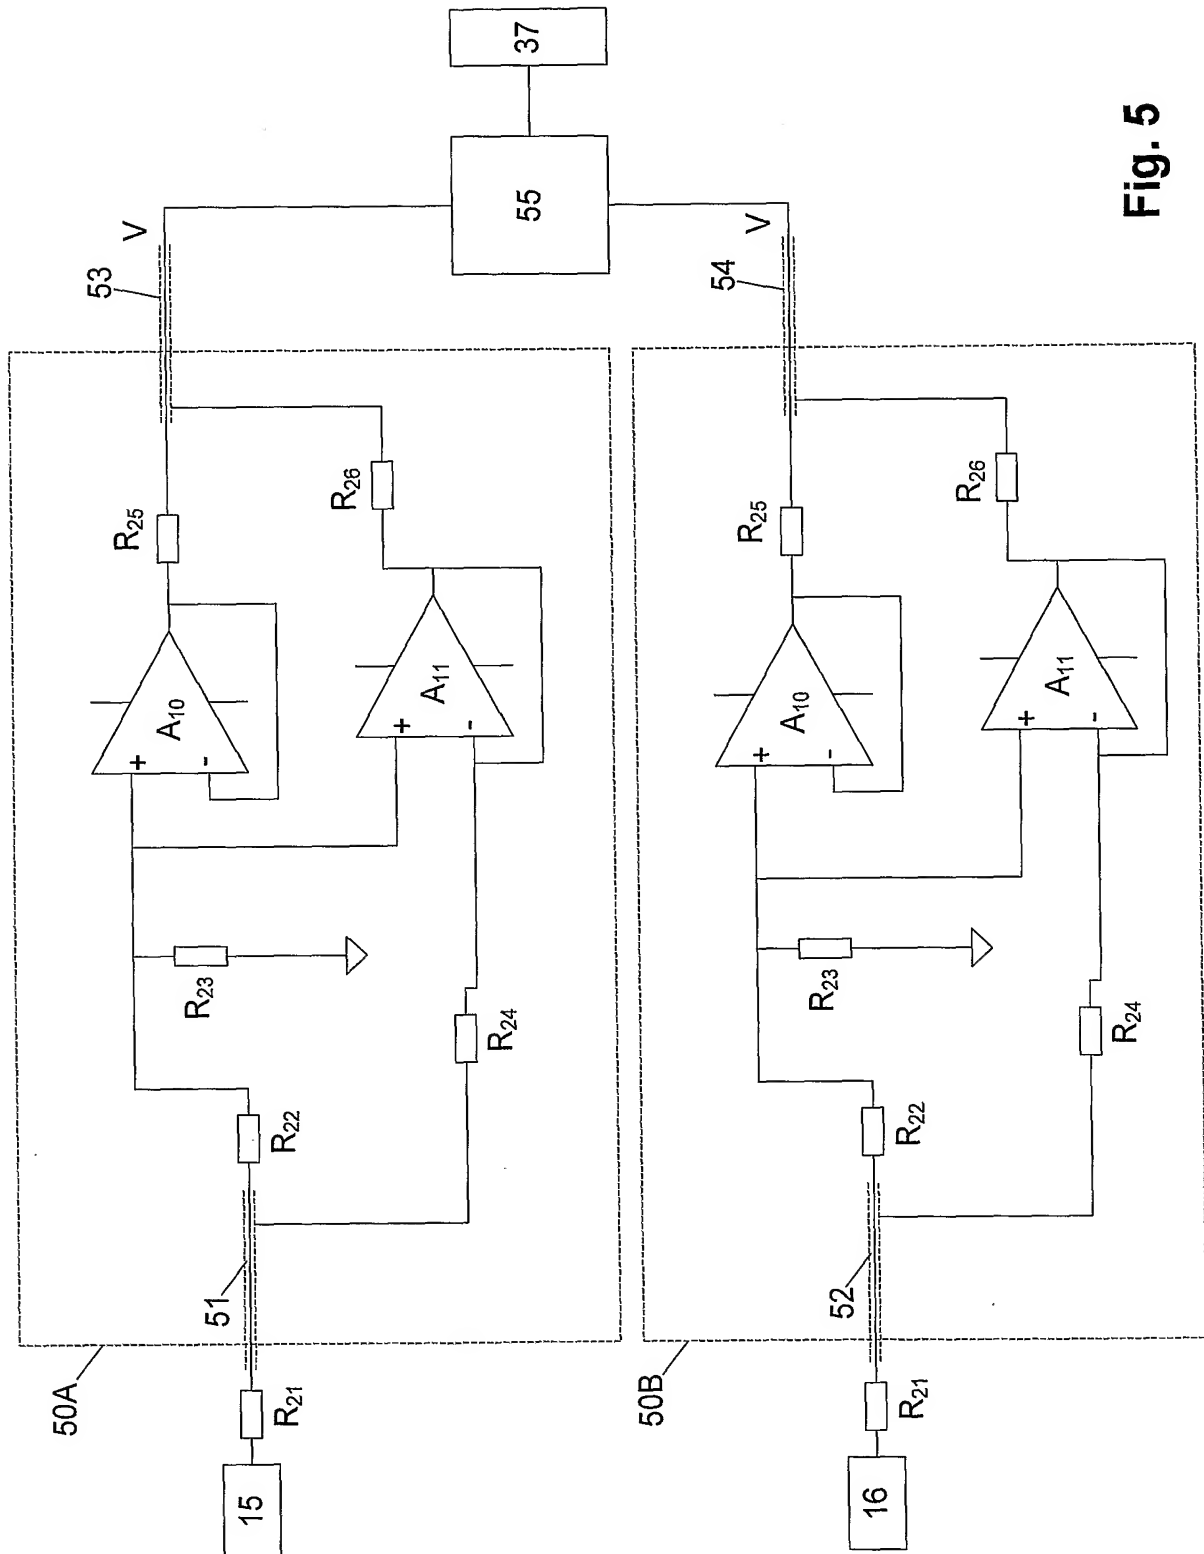 50A
15
R21
51
R22
R23
R24
A10
+
-
A11
+
-
R25
R26
53
V
50B
16
R21
52
R22
R23
R24
A10
+
-
A11
+
-
R25
R26
54
V
55
37
Fig. 5